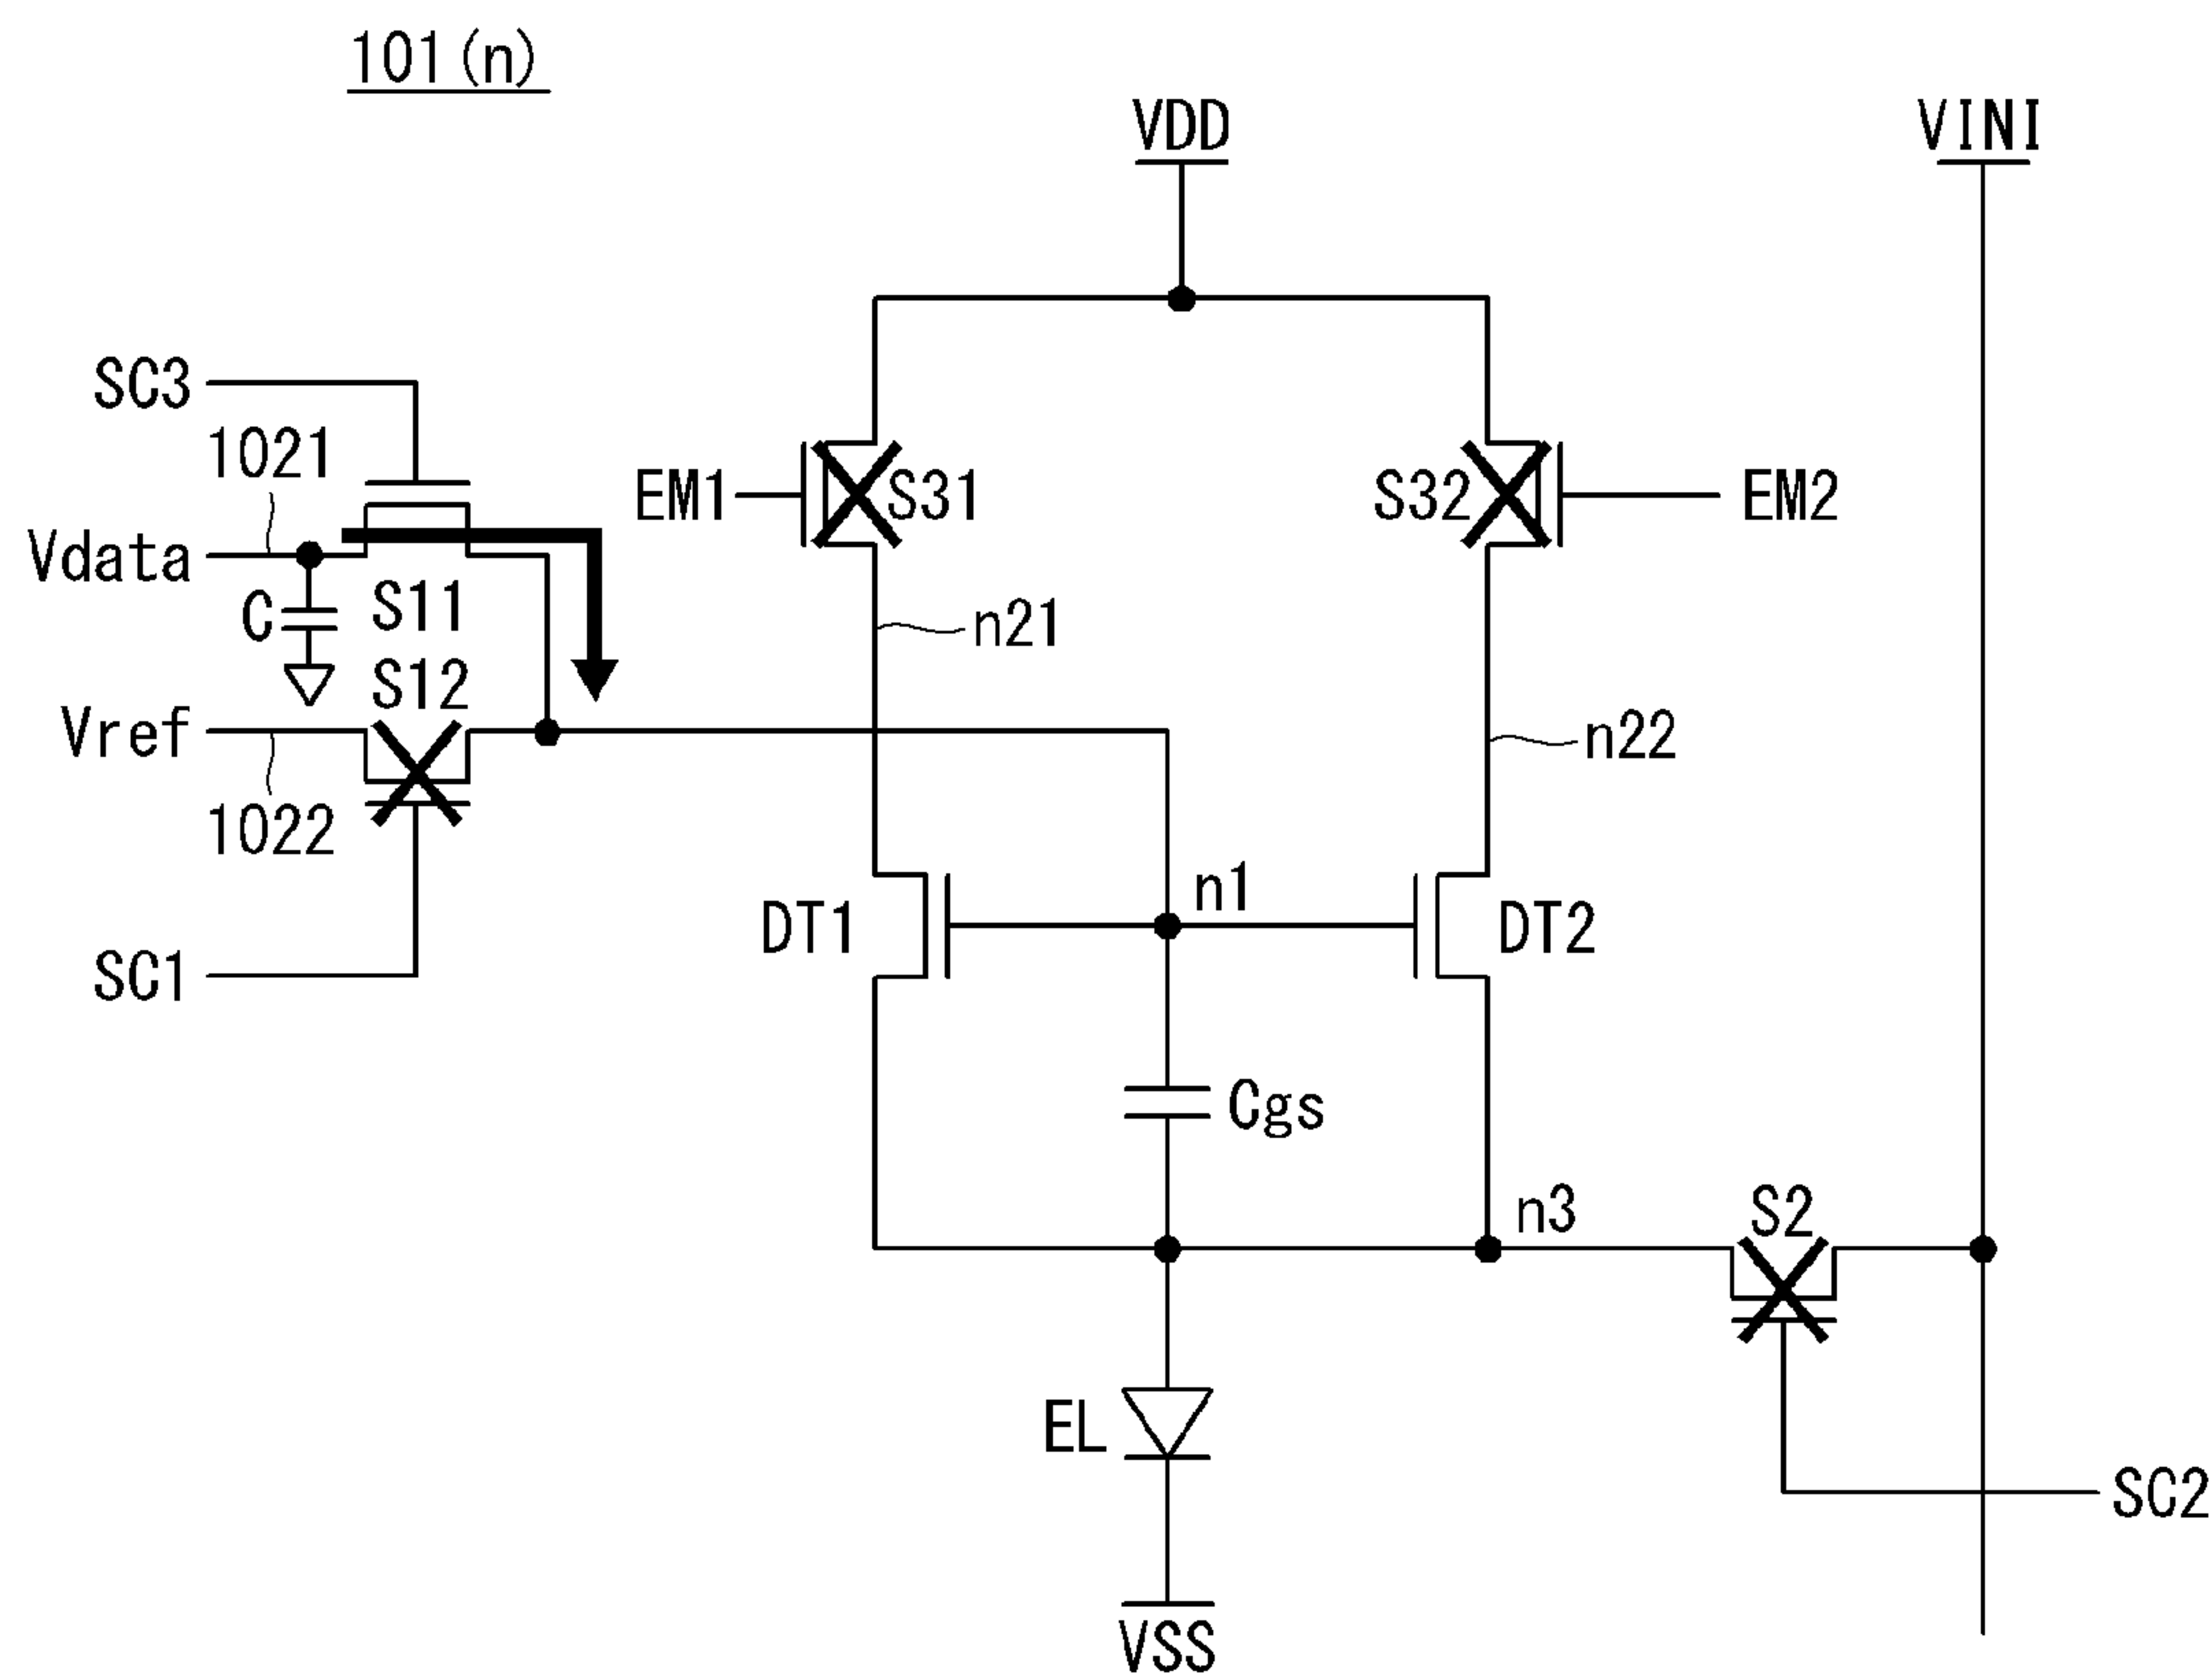 101(n)
VDD
VINI
SC3
1021
EM1
S31
S32
EM2
Vdata
C
S11
n21
S12
Vref
n22
1022
n1
DT1
DT2
SC1
Cgs
n3
S2
EL
SC2
VSS